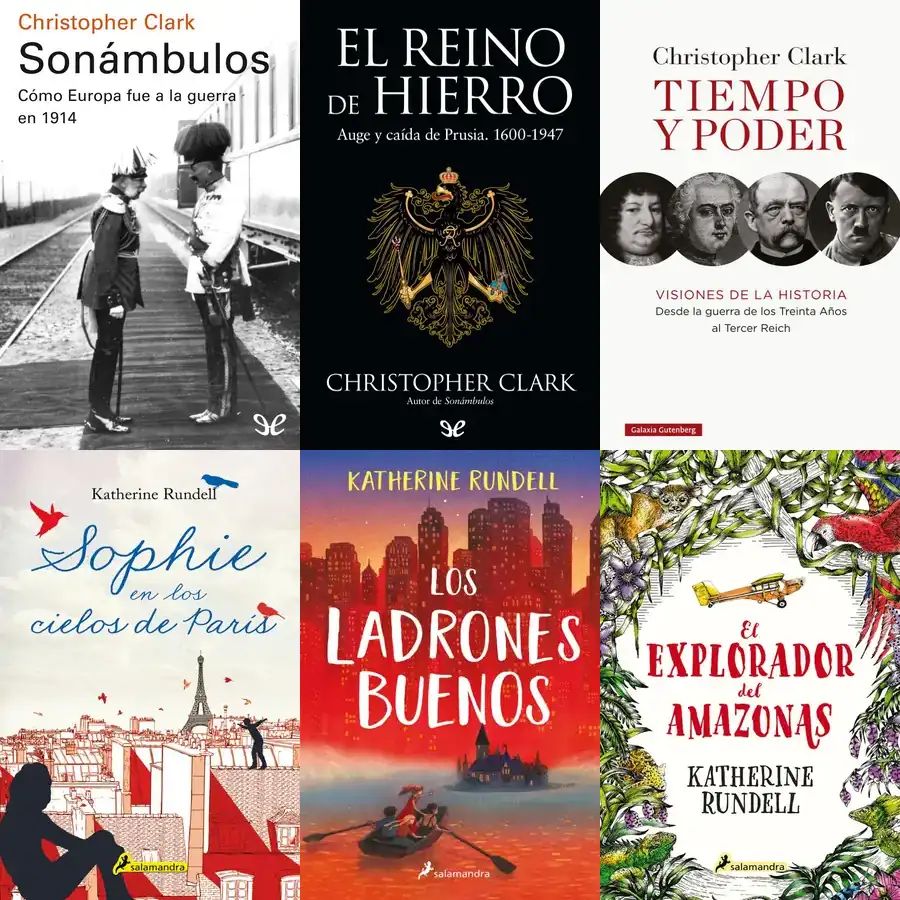 Christopher Clark
Sonámbulos
Cómo Europa fue a la guerra
en 1914
EL REINO
DE HIERRO
Auge y caída de Prusia. 1600-1947
CHRISTOPHER CLARK
Autor de Sonámbulos
Christopher Clark
TIEMPO
Y PODER
VISIONES DE LA HISTORIA
Desde la guerra de los Treinta Años
al Tercer Reich
Galaxia Gutenberg
Katherine Rundell
Sophie
en los
cielos de París
salamandra
KATHERINE RUNDELL
LOS
LADRONES
BUENOS
salamandra
El
EXPLORADOR
del
AMAZONAS
KATHERINE
RUNDELL
salamandra